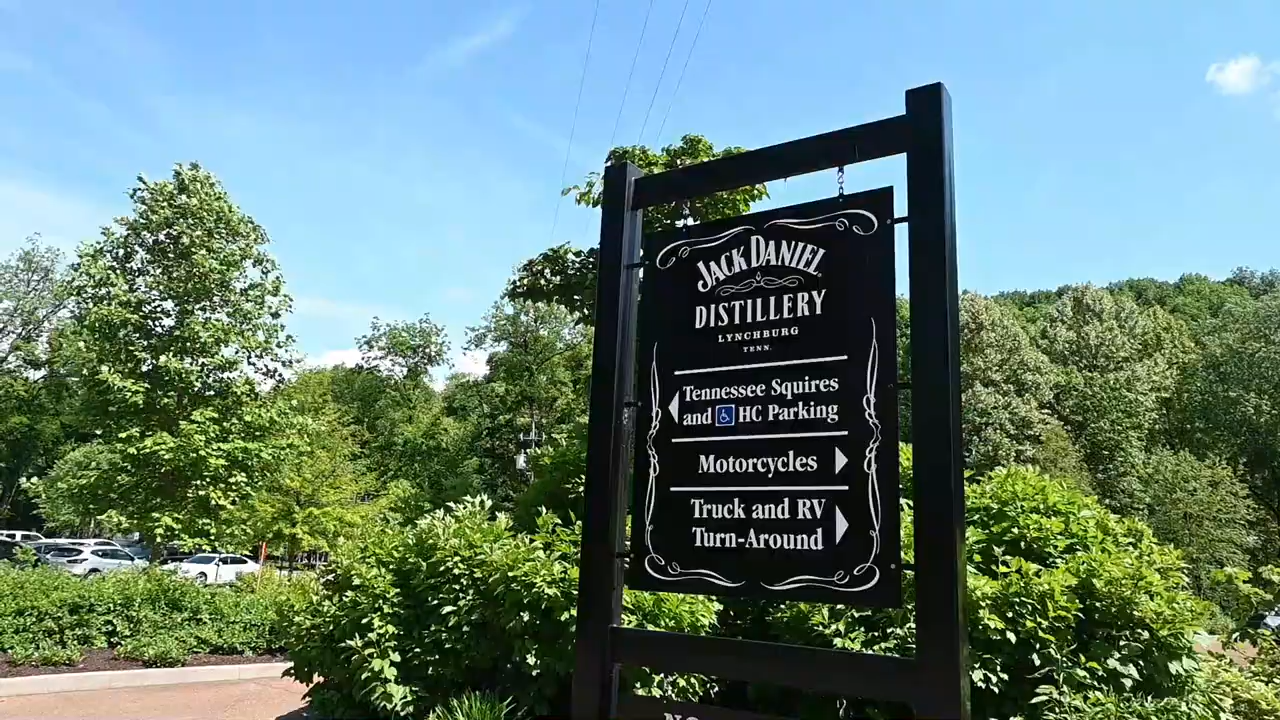 JACK DANIEL
DISTILLERY
LYNCHBURG
TENN.
Tennessee Squires
and HC Parking
Motorcycles
Truck and RV
Turn-Around